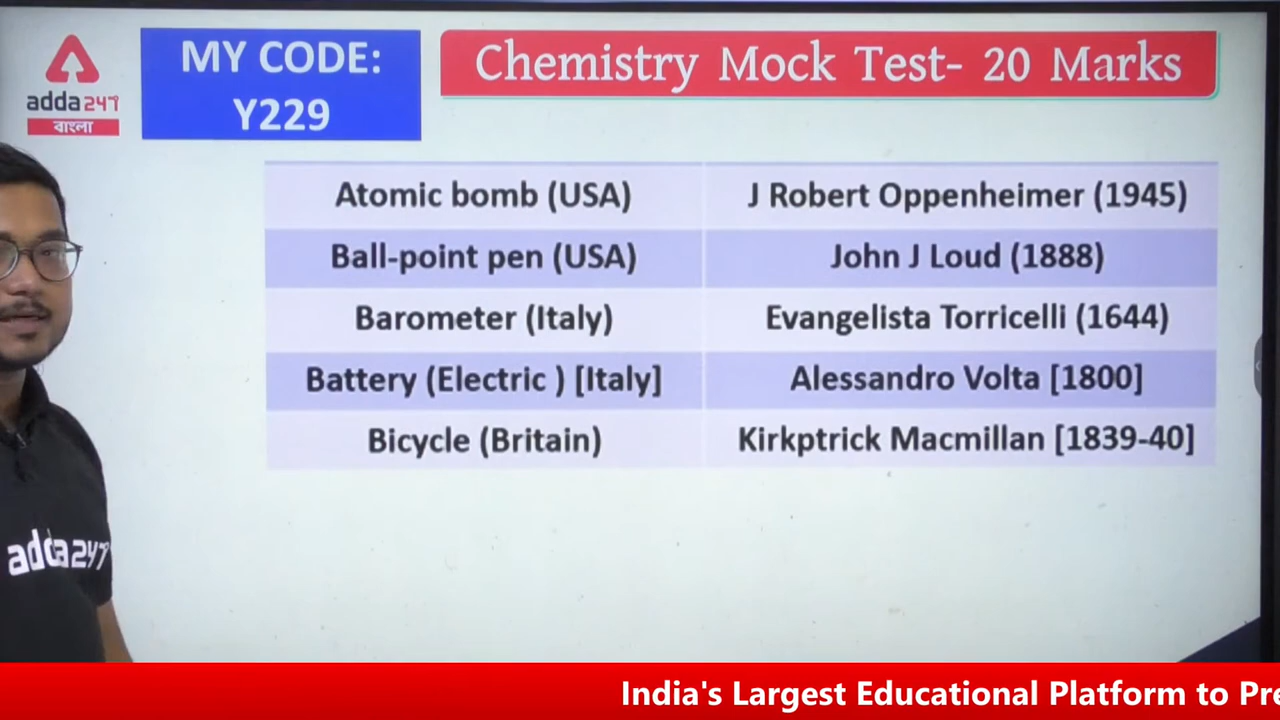 adda247
বাংলা
MY CODE:
Y229
Chemistry Mock Test- 20 Marks
Atomic bomb (USA) J Robert Oppenheimer (1945)
Ball-point pen (USA) John J Loud (1888)
Barometer (Italy) Evangelista Torricelli (1644)
Battery (Electric ) [Italy] Alessandro Volta [1800]
Bicycle (Britain) Kirkptrick Macmillan [1839-40]
adda247
India's Largest Educational Platform to Pre